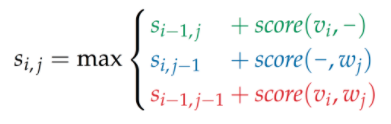 s_{i-1,j} + score(v_i, -)
s_{i,j} = max { s_{i,j-1} + score(-, w_j)
s_{i-1,j-1} + score(v_i, w_j)